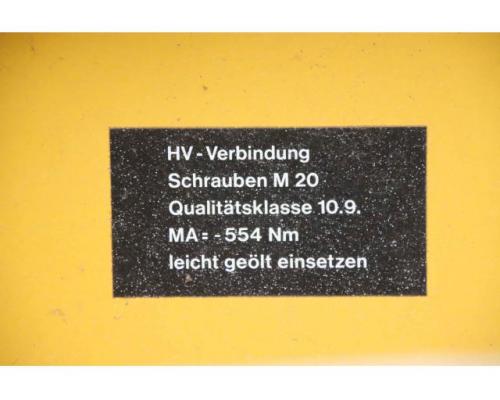 HV - Verbindung
Schrauben M 20
Qualitätsklasse 10.9.
MA = - 554 Nm
leicht geölt einsetzen